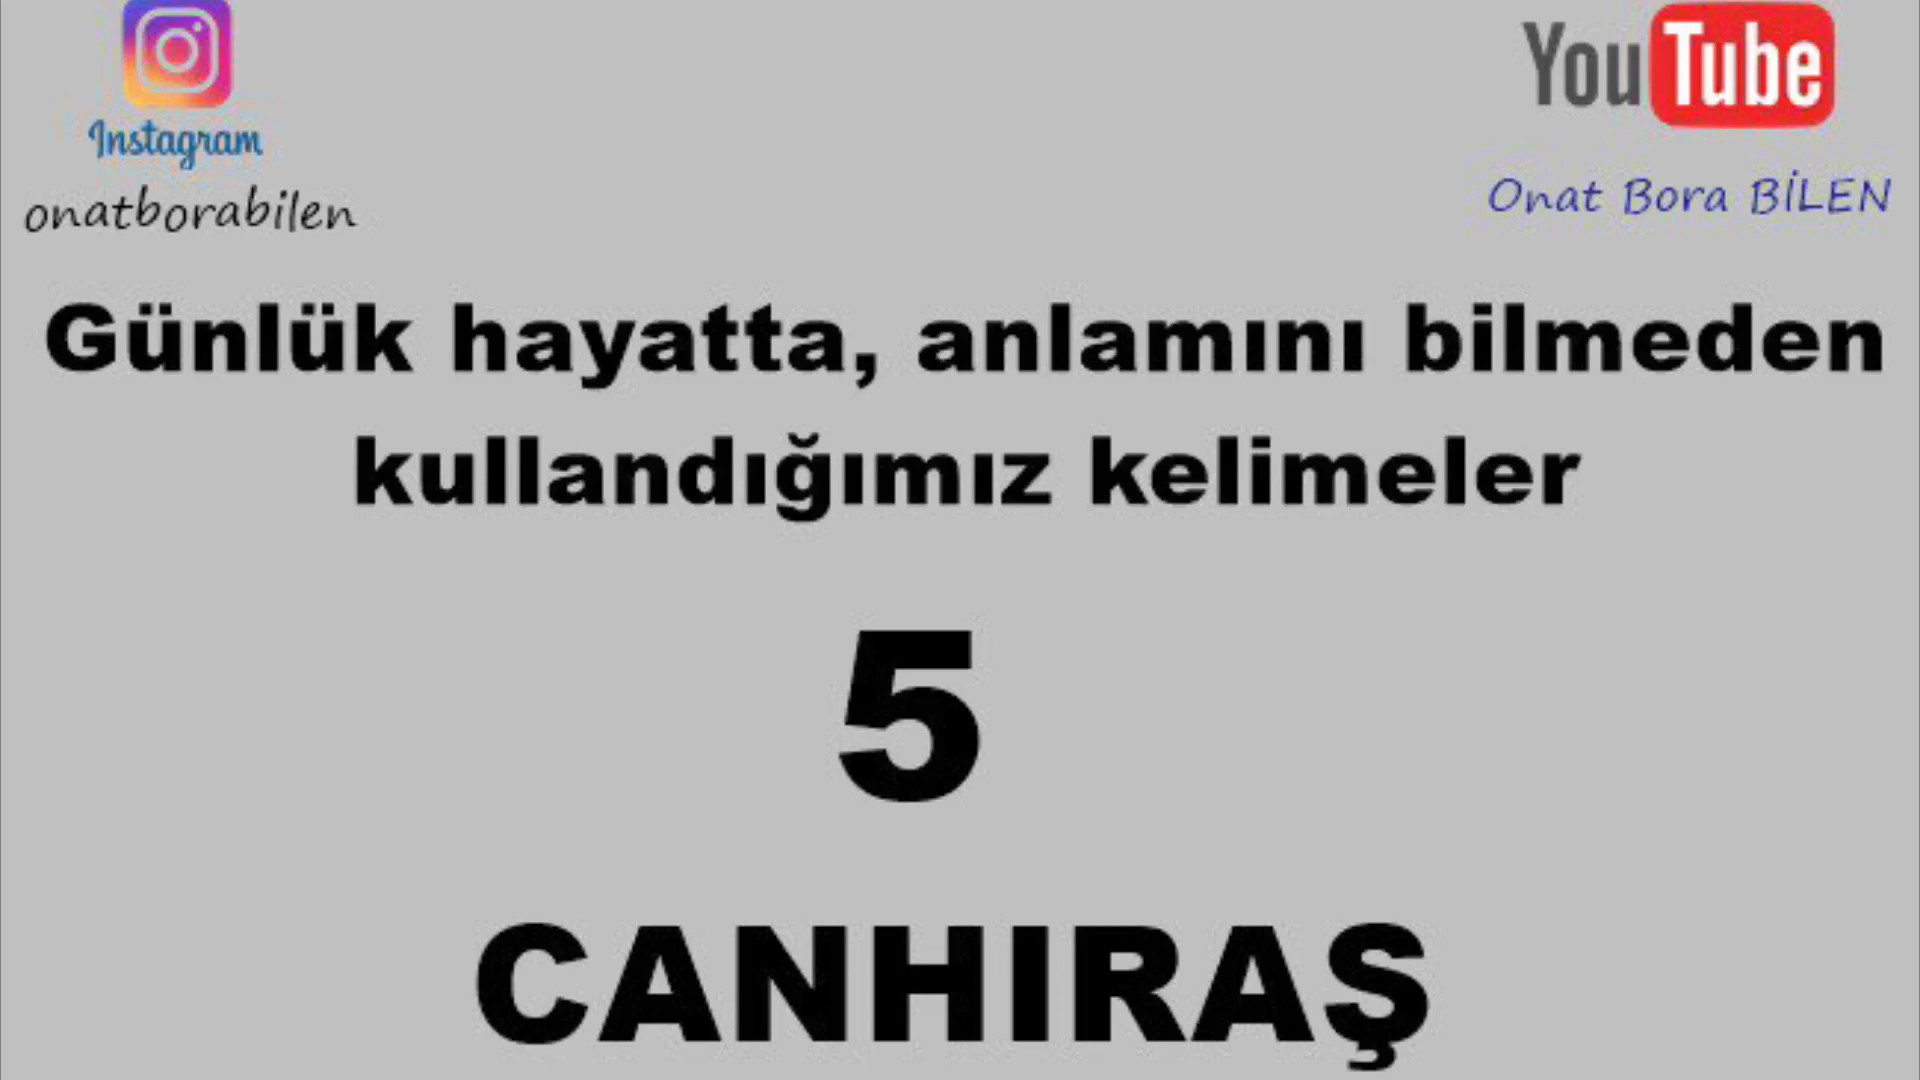 Instagram
onatborabilen
YouTube
Onat Bora BİLEN
Günlük hayatta, anlamını bilmeden
kullandığımız kelimeler
5
CANHIRAŞ